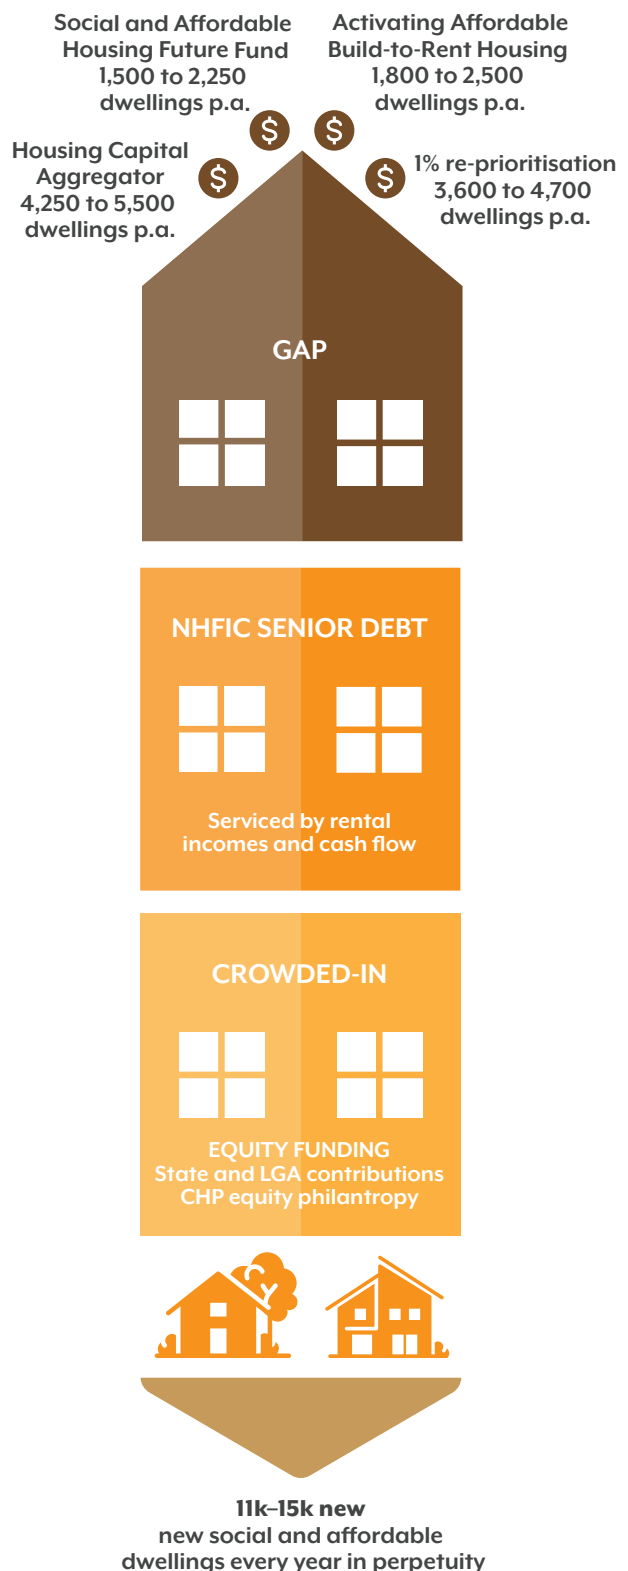 Social and Affordable
Housing Future Fund
1,500 to 2,250
dwellings p.a.
Activating Affordable
Build-to-Rent Housing
1,800 to 2,500
dwellings p.a.
Housing Capital
Aggregator
4,250 to 5,500
dwellings p.a.
1% re-prioritisation
3,600 to 4,700
dwellings p.a.
$
$
$
$
GAP
NHFIC SENIOR DEBT
Serviced by rental
incomes and cash flow
CROWDED-IN
EQUITY FUNDING
State and LGA contributions
CHP equity philantropy
11k–15k new
new social and affordable
dwellings every year in perpetuity